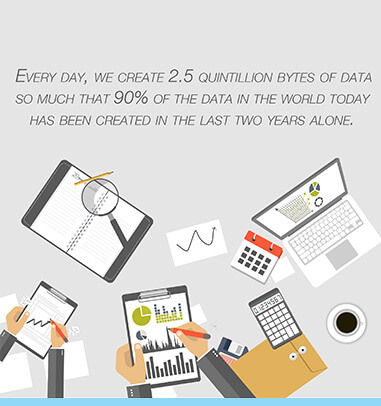 EVERY DAY, WE CREATE 2.5 QUINTILLION BYTES OF DATA
SO MUCH THAT 90% OF THE DATA IN THE WORLD TODAY
HAS BEEN CREATED IN THE LAST TWO YEARS ALONE.